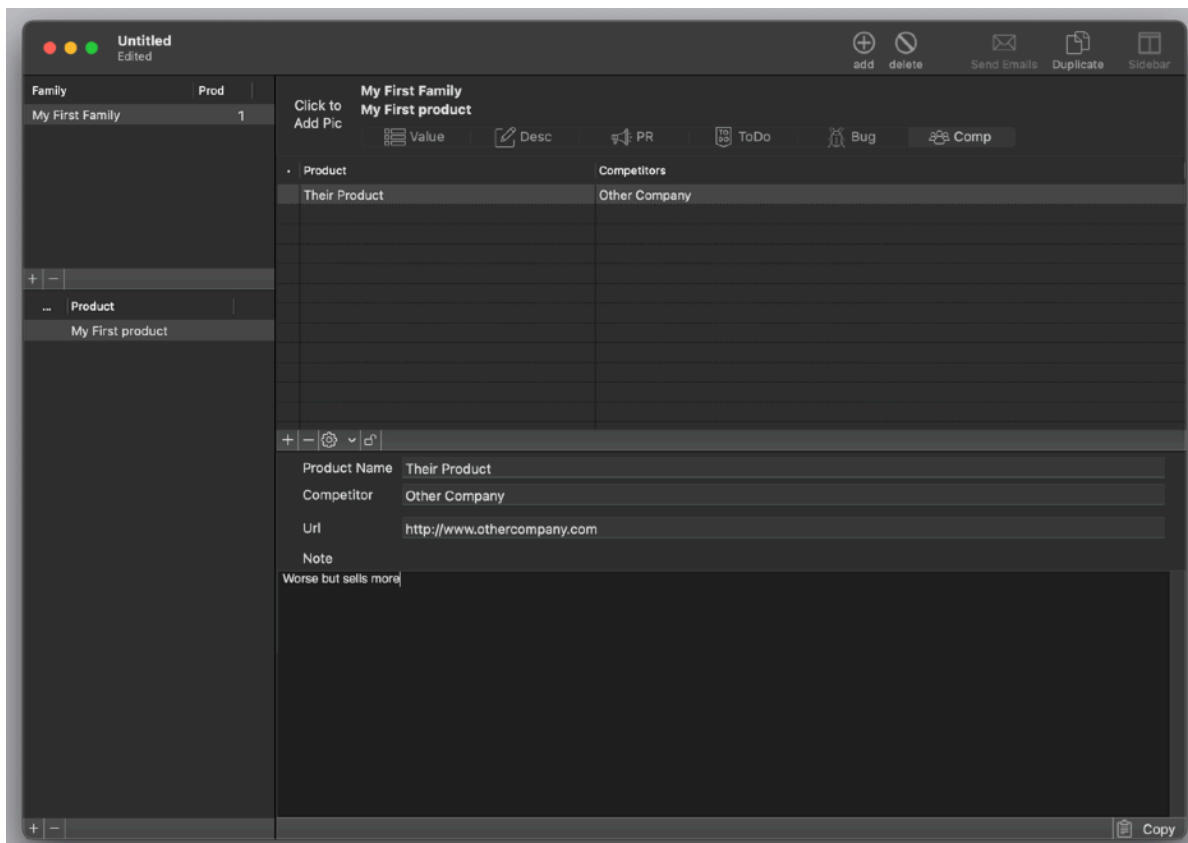 Untitled
Edited
add delete Send Emails Duplicate Sidebar
Family Prod
My First Family 1
Click to
Add Pic
My First Family
My First product
Value Desc PR ToDo Bug Comp
Product Competitors
Their Product Other Company
... Product
My First product
Product Name Their Product
Competitor Other Company
Url http://www.othercompany.com
Note
Worse but sells more
Copy